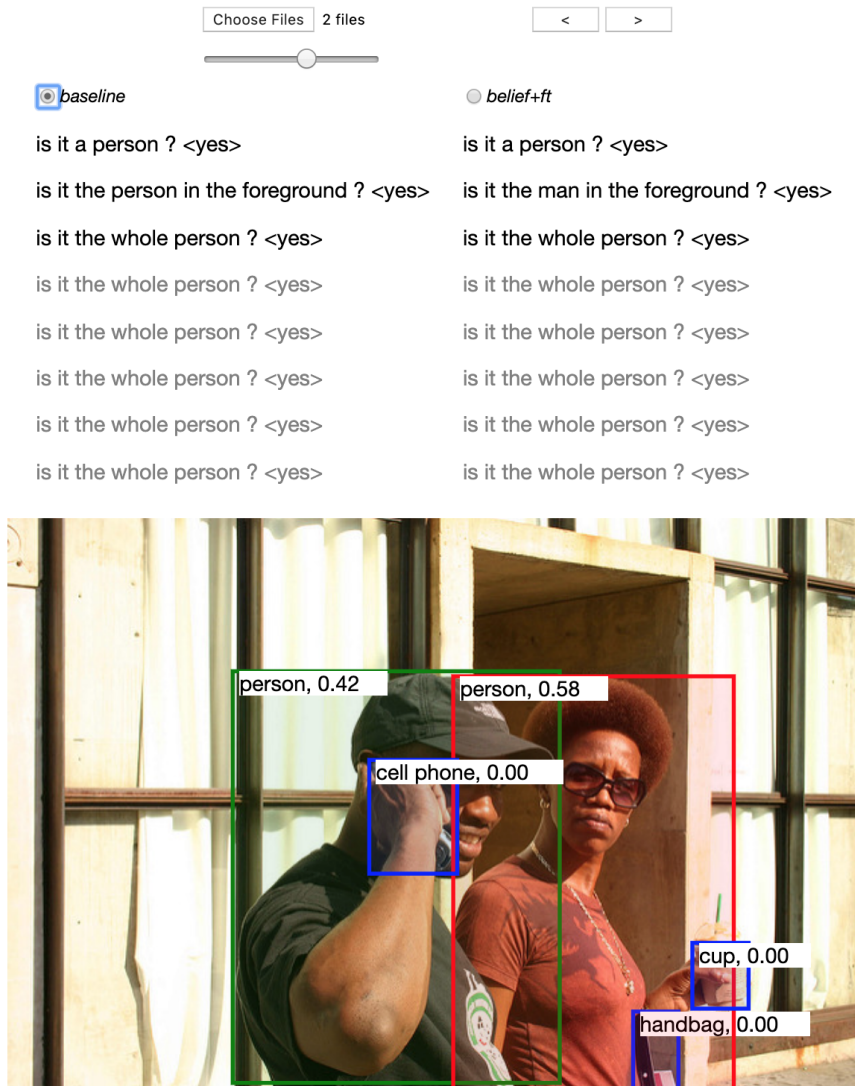 Choose Files 2 files < >
baseline belief+ft
is it a person ? <yes> is it a person ? <yes>
is it the person in the foreground ? <yes> is it the man in the foreground ? <yes>
is it the whole person ? <yes> is it the whole person ? <yes>
is it the whole person ? <yes> is it the whole person ? <yes>
is it the whole person ? <yes> is it the whole person ? <yes>
is it the whole person ? <yes> is it the whole person ? <yes>
is it the whole person ? <yes> is it the whole person ? <yes>
is it the whole person ? <yes> is it the whole person ? <yes>
person, 0.42 person, 0.58
cell phone, 0.00
cup, 0.00
handbag, 0.00